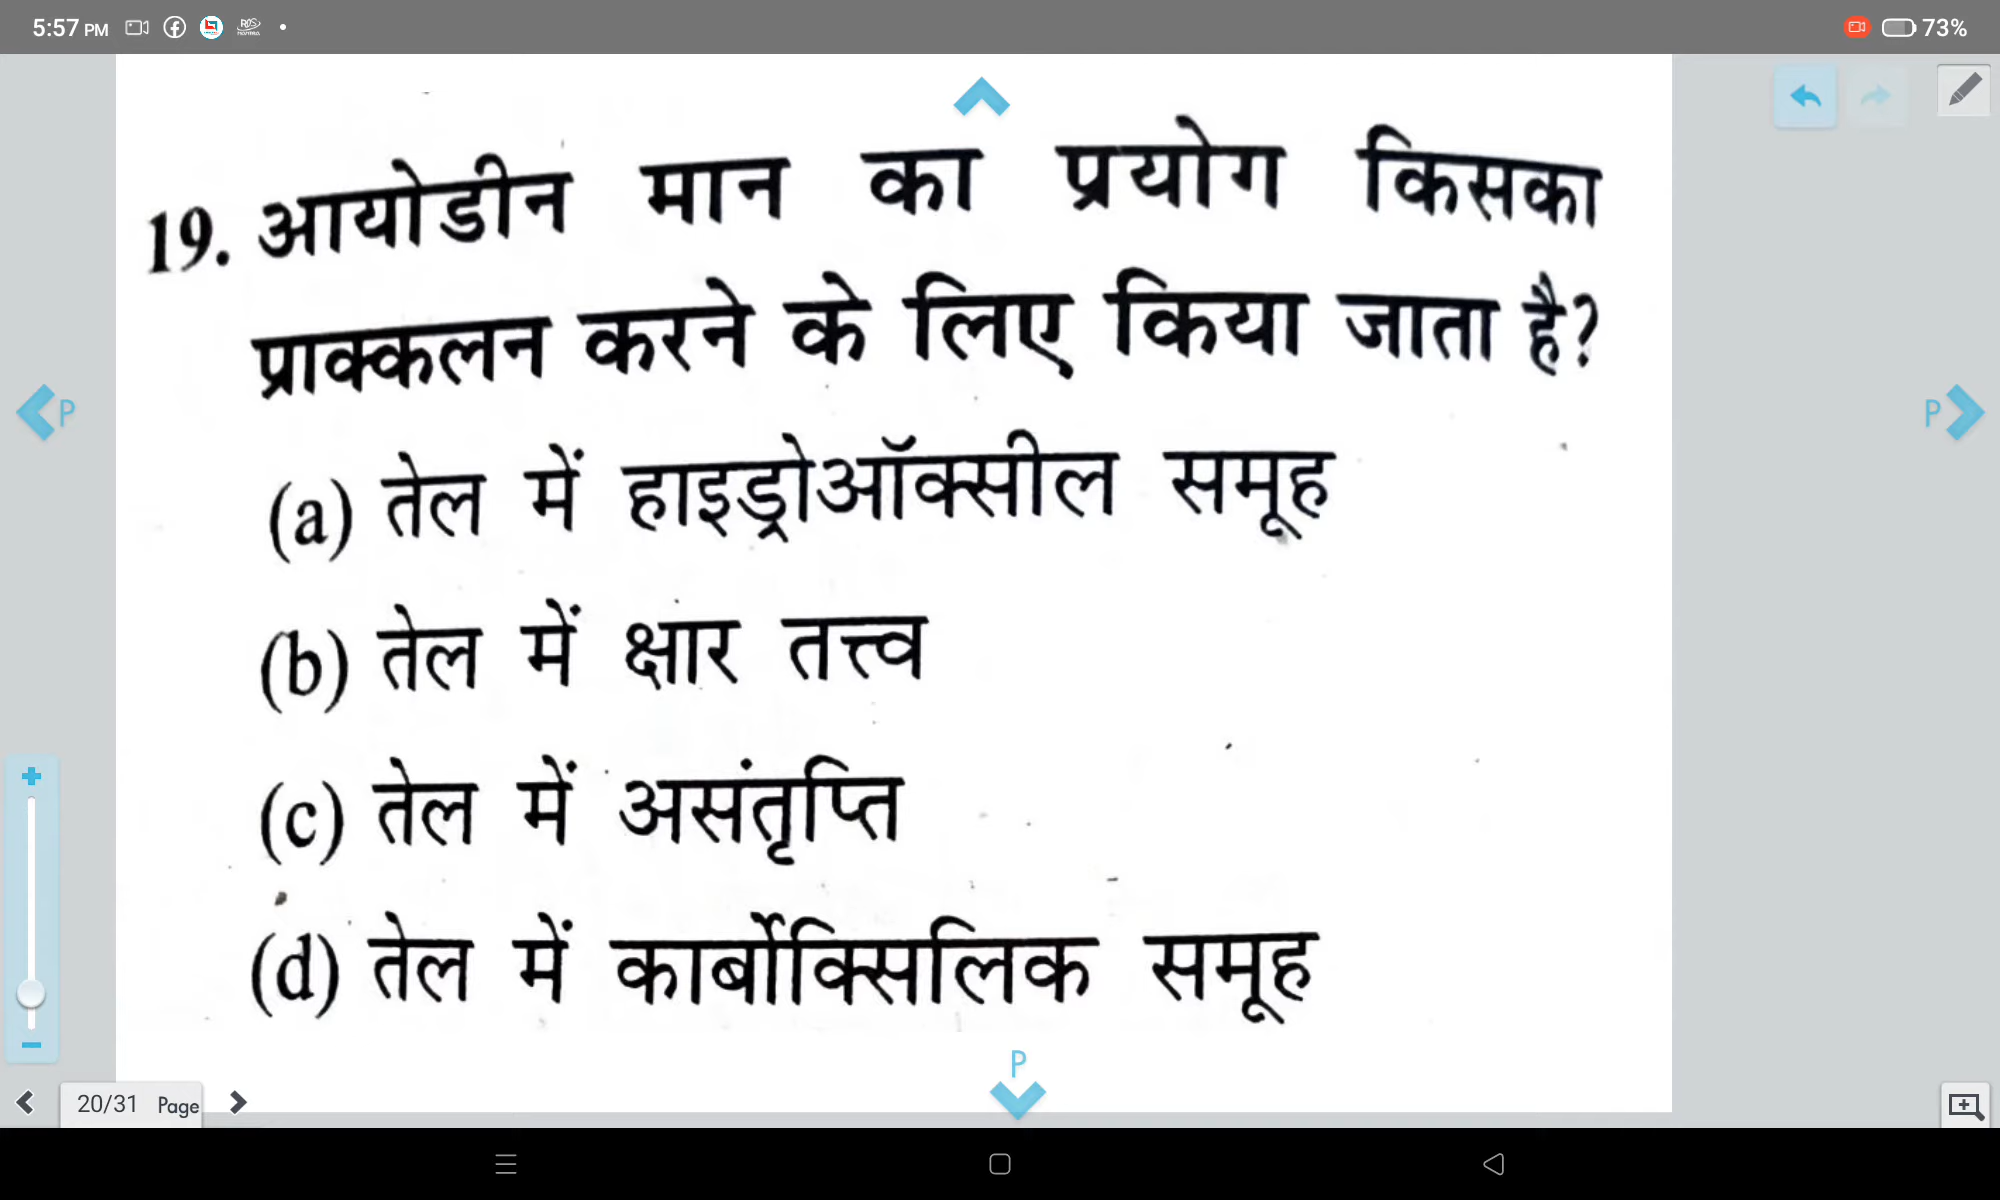 5:57 PM
73%
19. आयोडीन मान का प्रयोग किसका
प्राक्कलन करने के लिए किया जाता है?
(a) तेल में हाइड्रोऑक्सील समूह
(b) तेल में क्षार तत्त्व
(c) तेल में असंतृप्ति
(d) तेल में कार्बोक्सिलिक समूह
P
P
P
20/31 Page